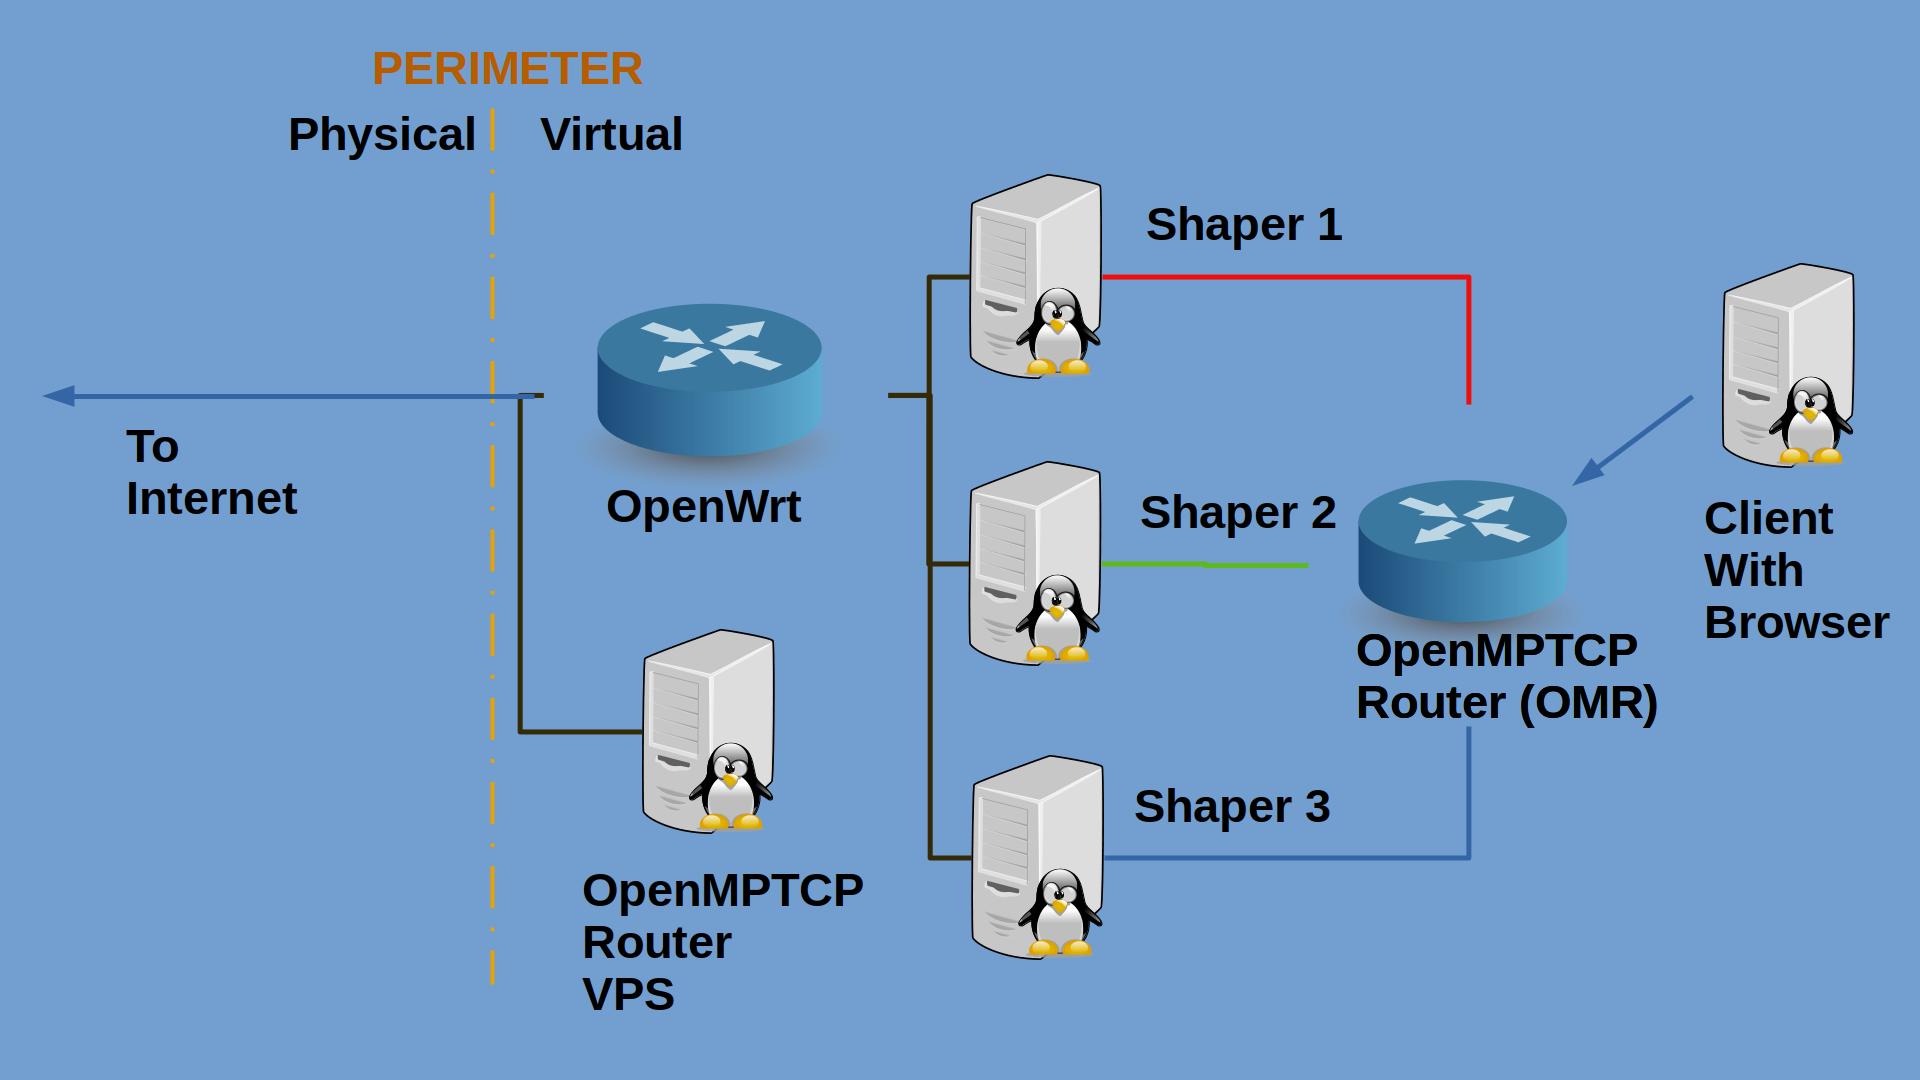 PERIMETER
Physical
Virtual
Shaper 1
To
Internet
OpenWrt
Shaper 2
Client
With
Browser
OpenMPTCP
Router (OMR)
Shaper 3
OpenMPTCP
Router
VPS